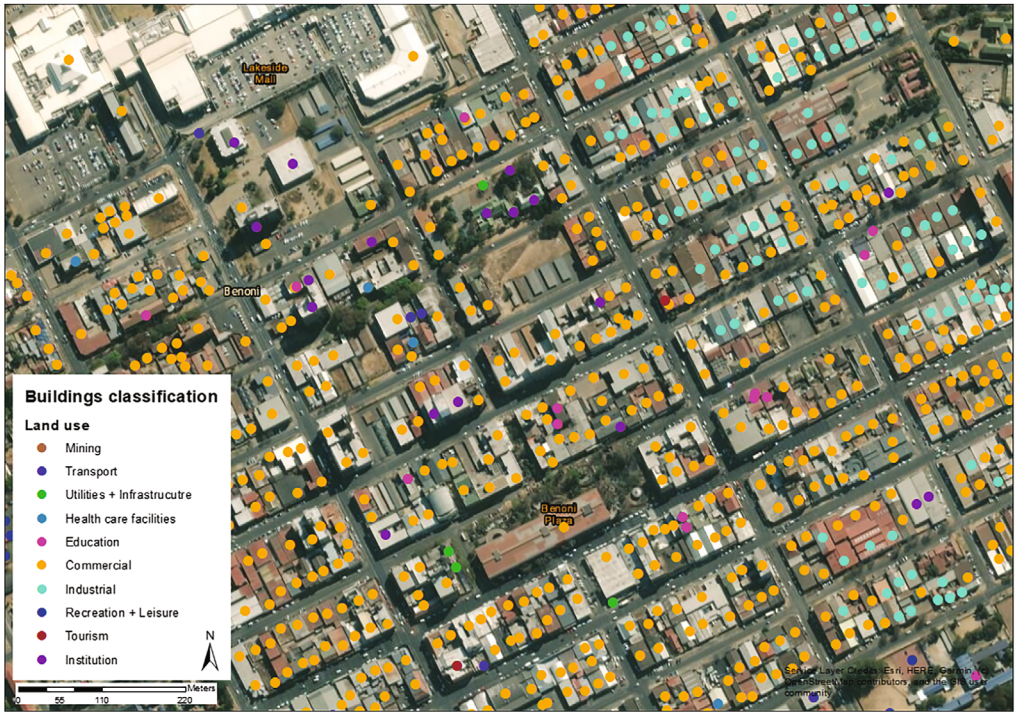 Lakeside
Mall
Benoni
Buildings classification
Land use
Mining
Transport
Utilities + Infrastrucutre
Health care facilities
Education
Commercial
Industrial
Recreation + Leisure
Tourism
Institution
N
Meters
0 55 110 220
Benoni
Plaza
Service Layer Credits: Esri, HERE, Garmin, (c)
OpenStreetMap contributors, and the GIS user
community